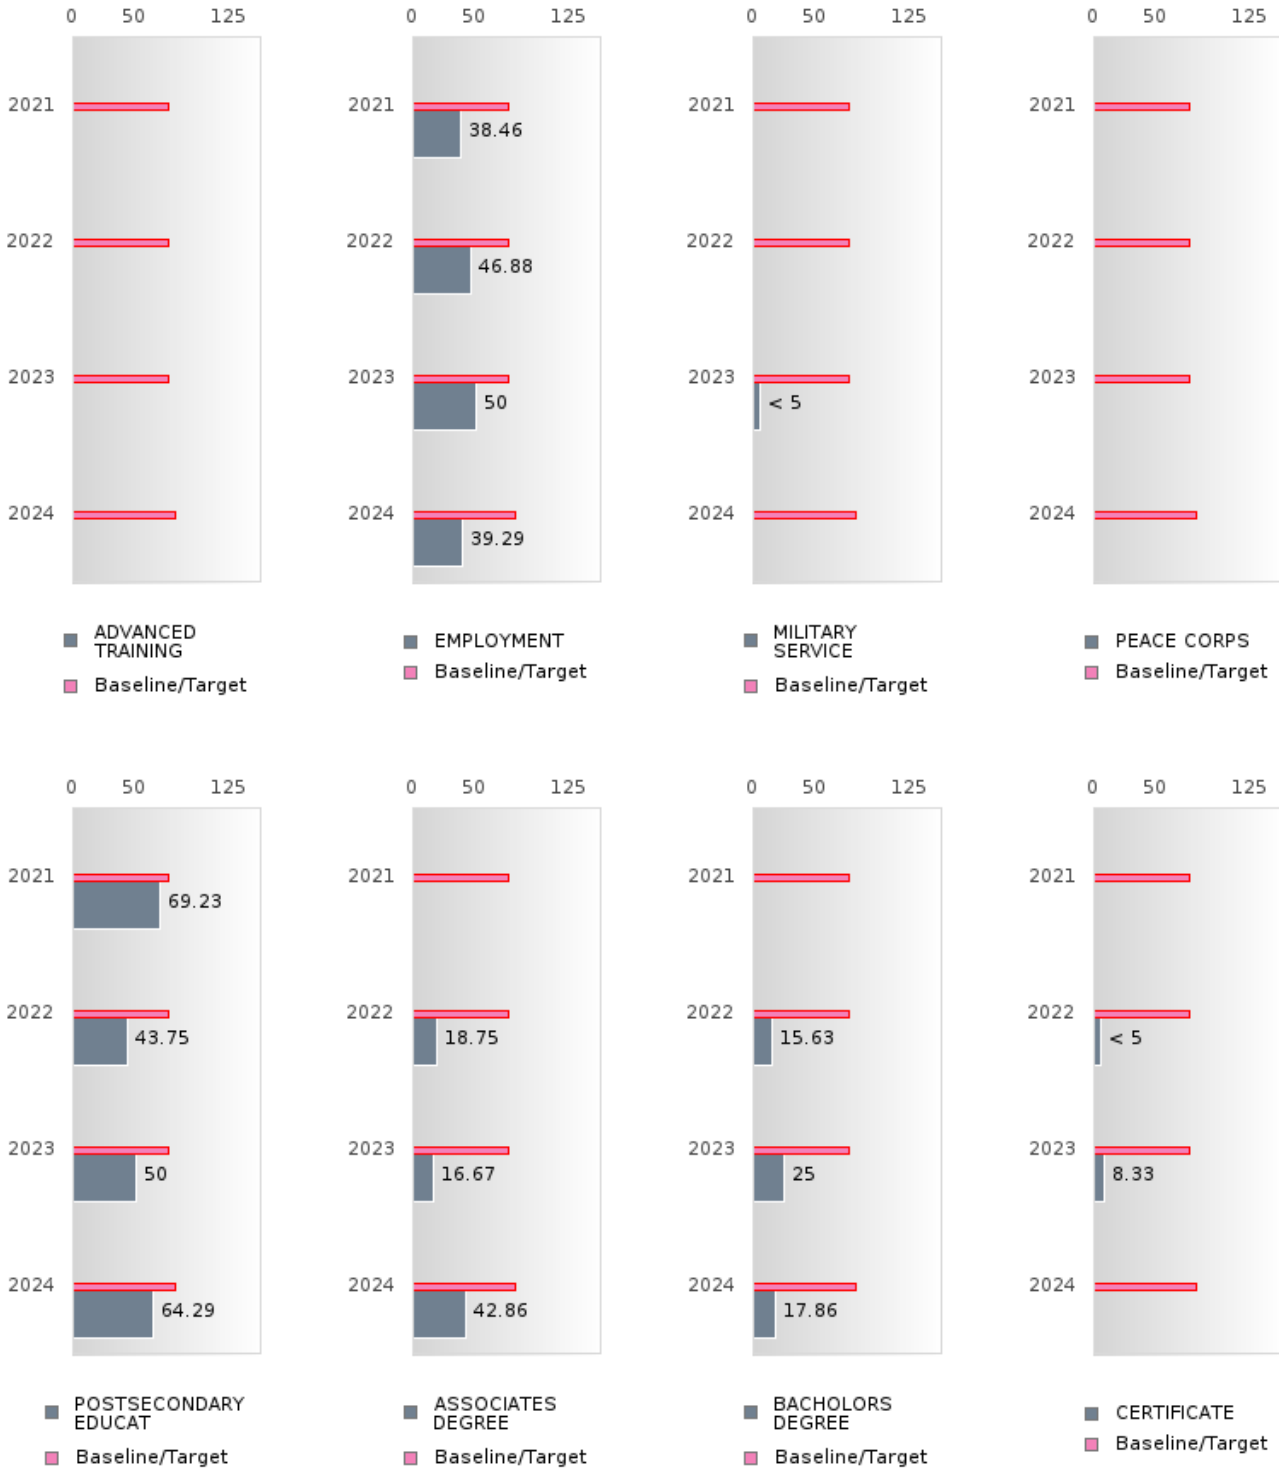 0 50 125 0 50 125 0 50 125 0 50 125
2021 2021 2021 2021
38.46
2022 2022 2022 2022
46.88
2023 2023 2023 2023
50 < 5
2024 2024 2024 2024
39.29
ADVANCED
TRAINING
Baseline/Target
EMPLOYMENT
Baseline/Target
MILITARY
SERVICE
Baseline/Target
PEACE CORPS
Baseline/Target
0 50 125 0 50 125 0 50 125 0 50 125
2021 2021 2021 2021
69.23
2022 2022 2022 2022
43.75 18.75 15.63 < 5
2023 2023 2023 2023
50 16.67 25 8.33
2024 2024 2024 2024
64.29 42.86 17.86
POSTSECONDARY
EDUCAT
Baseline/Target
ASSOCIATES
DEGREE
Baseline/Target
BACHOLORS
DEGREE
Baseline/Target
CERTIFICATE
Baseline/Target